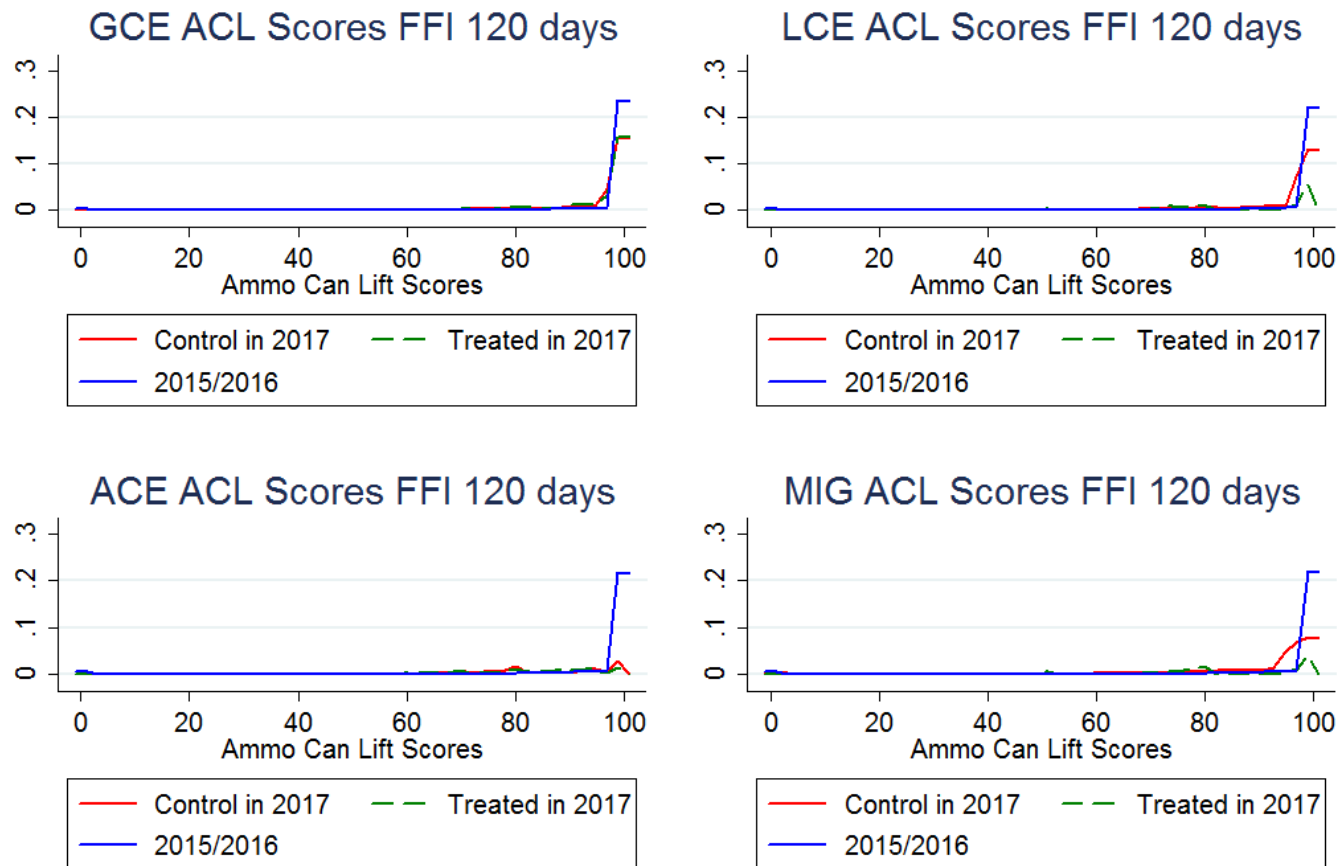 GCE ACL Scores FFI 120 days
.3
.2
.1
0
0 20 40 60 80 100
Ammo Can Lift Scores
Control in 2017 Treated in 2017
2015/2016
LCE ACL Scores FFI 120 days
.3
.2
.1
0
0 20 40 60 80 100
Ammo Can Lift Scores
Control in 2017 Treated in 2017
2015/2016
ACE ACL Scores FFI 120 days
.3
.2
.1
0
0 20 40 60 80 100
Ammo Can Lift Scores
Control in 2017 Treated in 2017
2015/2016
MIG ACL Scores FFI 120 days
.3
.2
.1
0
0 20 40 60 80 100
Ammo Can Lift Scores
Control in 2017 Treated in 2017
2015/2016